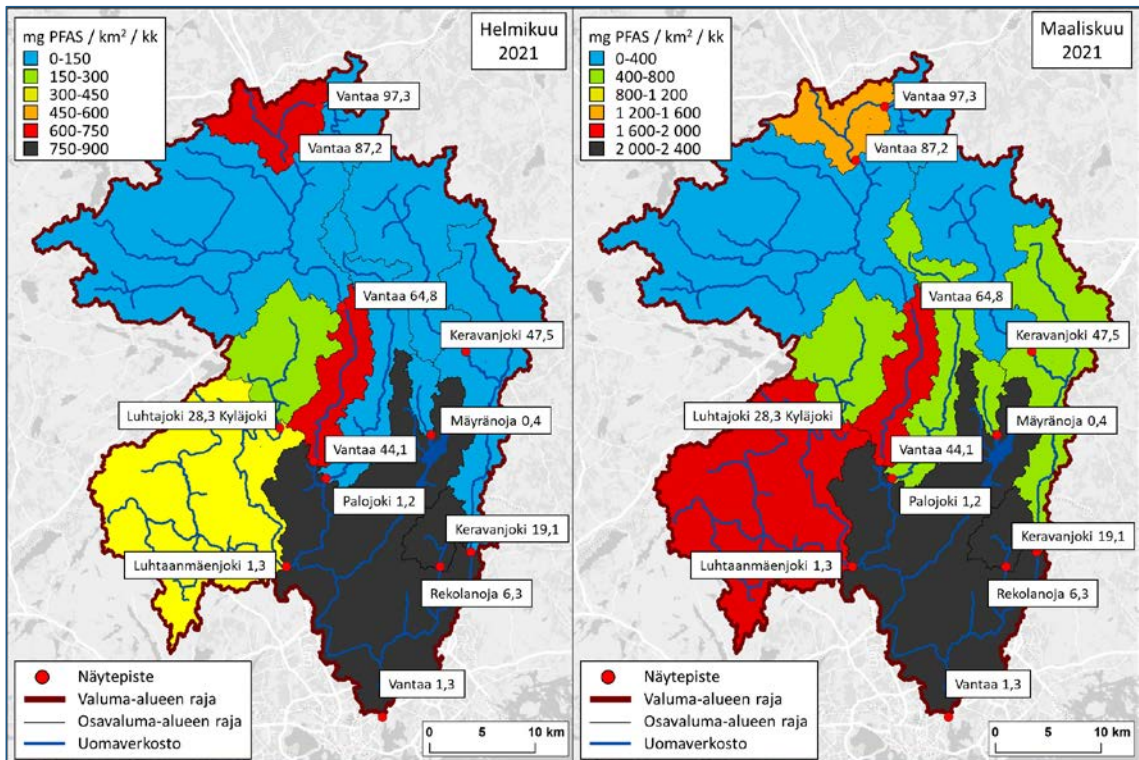 mg PFAS / km² / kk
0-150
150-300
300-450
450-600
600-750
750-900
Helmikuu
2021
Vantaa 97,3
Vantaa 87,2
Vantaa 64,8
Keravanjoki 47,5
Luhtajoki 28,3 Kyläjoki
Mäyränoja 0,4
Vantaa 44,1
Palojoki 1,2
Keravanjoki 19,1
Luhtaanmäenjoki 1,3
Rekolanoja 6,3
Vantaa 1,3
Näytepiste
Valuma-alueen raja
Osavaluma-alueen raja
Uomaverkosto
0 5 10 km
mg PFAS / km² / kk
0-400
400-800
800-1 200
1 200-1 600
1 600-2 000
2 000-2 400
Maaliskuu
2021
Vantaa 97,3
Vantaa 87,2
Vantaa 64,8
Keravanjoki 47,5
Luhtajoki 28,3 Kyläjoki
Mäyränoja 0,4
Vantaa 44,1
Palojoki 1,2
Keravanjoki 19,1
Luhtaanmäenjoki 1,3
Rekolanoja 6,3
Vantaa 1,3
Näytepiste
Valuma-alueen raja
Osavaluma-alueen raja
Uomaverkosto
0 5 10 km